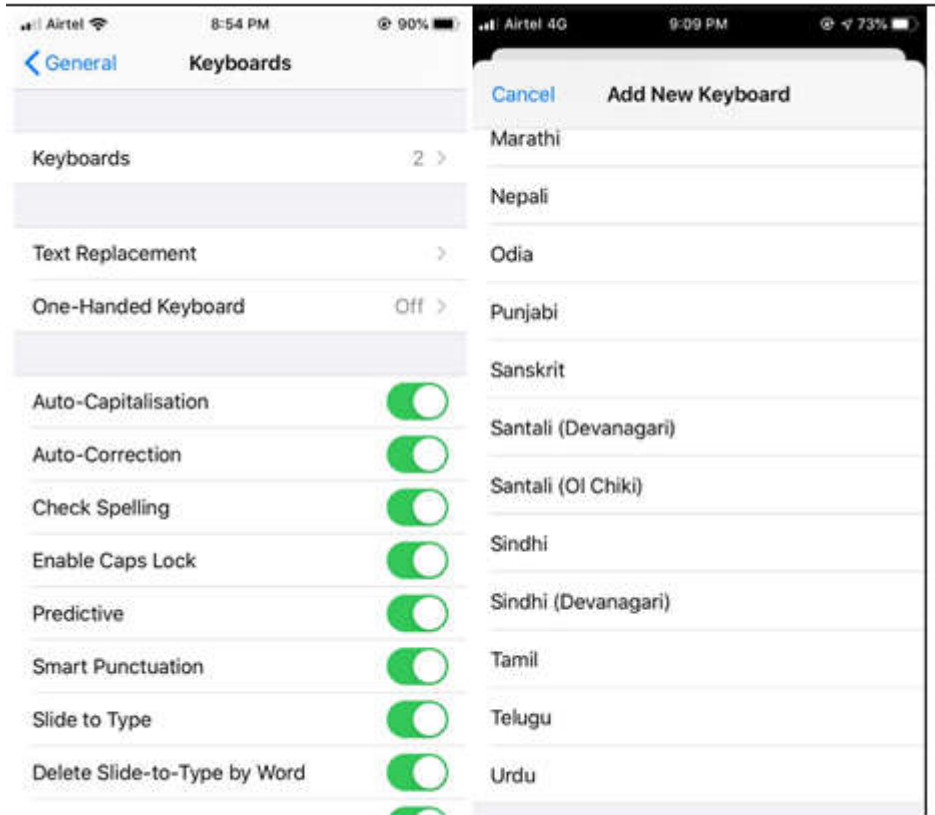 Airtel 8:54 PM 90%
General Keyboards
Keyboards 2
Text Replacement
One-Handed Keyboard Off
Auto-Capitalisation
Auto-Correction
Check Spelling
Enable Caps Lock
Predictive
Smart Punctuation
Slide to Type
Delete Slide-to-Type by Word
Airtel 4G 9:09 PM 73%
Cancel Add New Keyboard
Marathi
Nepali
Odia
Punjabi
Sanskrit
Santali (Devanagari)
Santali (Ol Chiki)
Sindhi
Sindhi (Devanagari)
Tamil
Telugu
Urdu